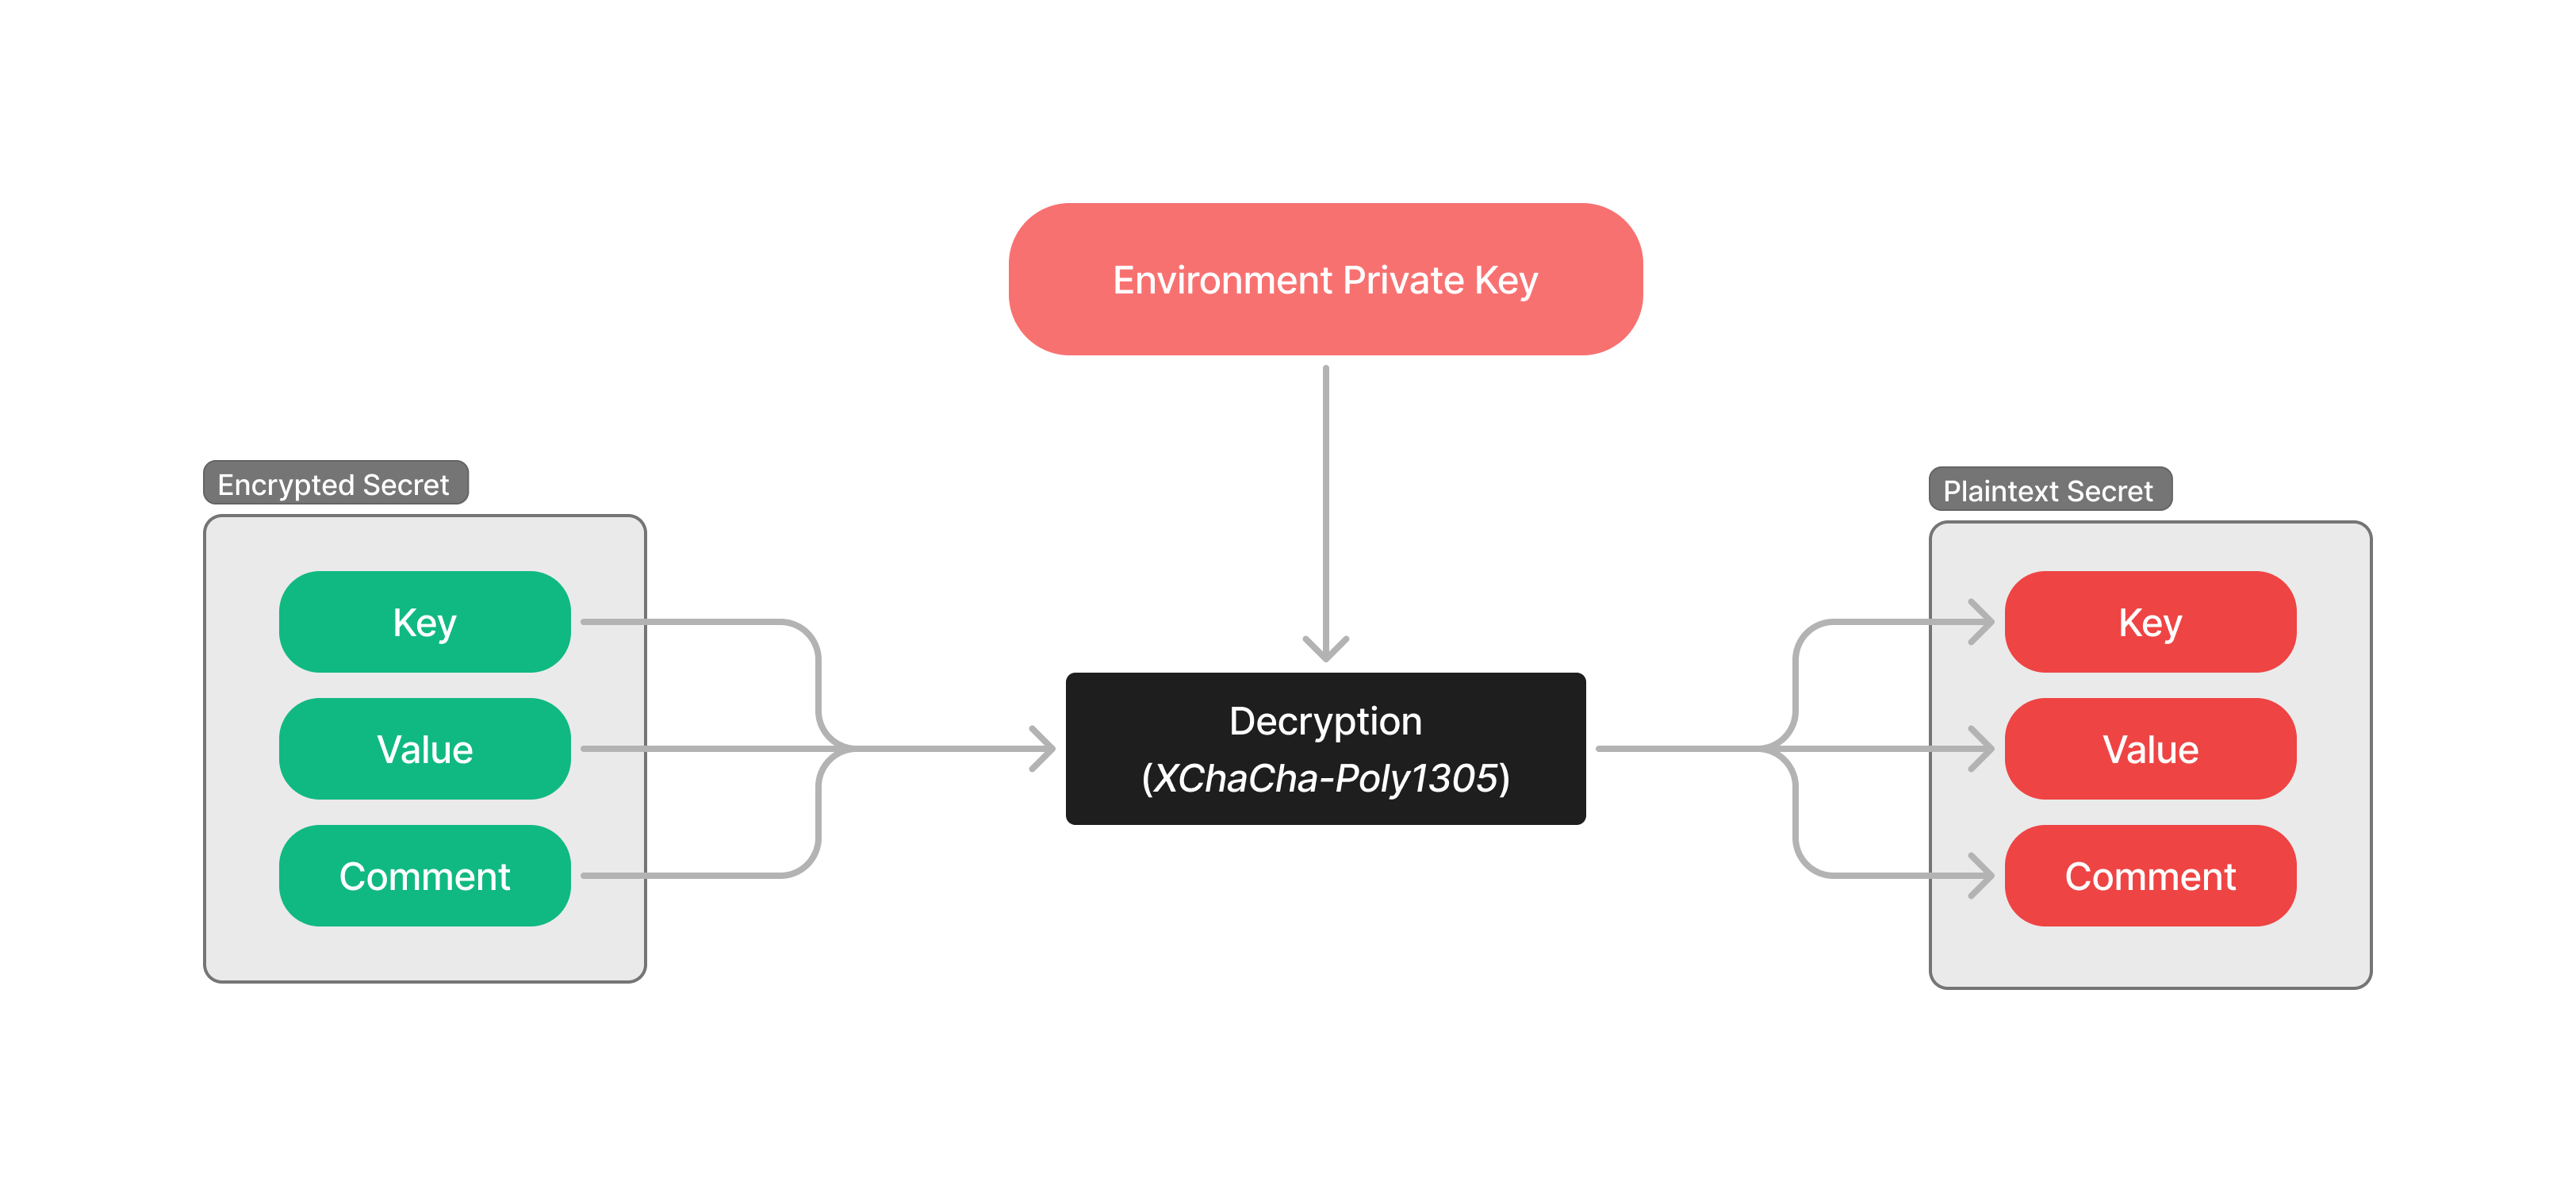 Environment Private Key
Encrypted Secret
Key
Value
Comment
Decryption
(XChaCha-Poly1305)
Plaintext Secret
Key
Value
Comment